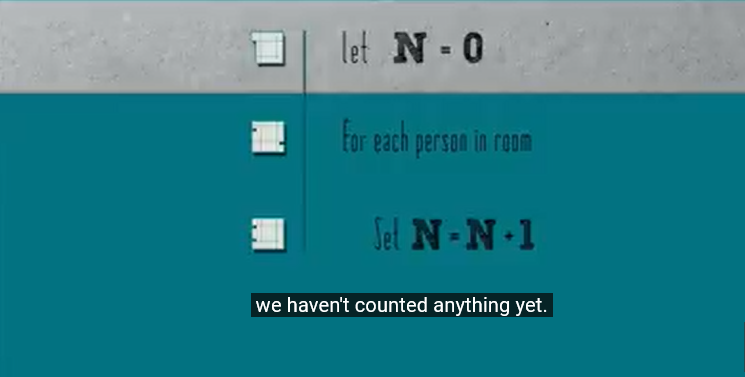 let N = 0
For each person in room
Set N = N + 1
we haven't counted anything yet.